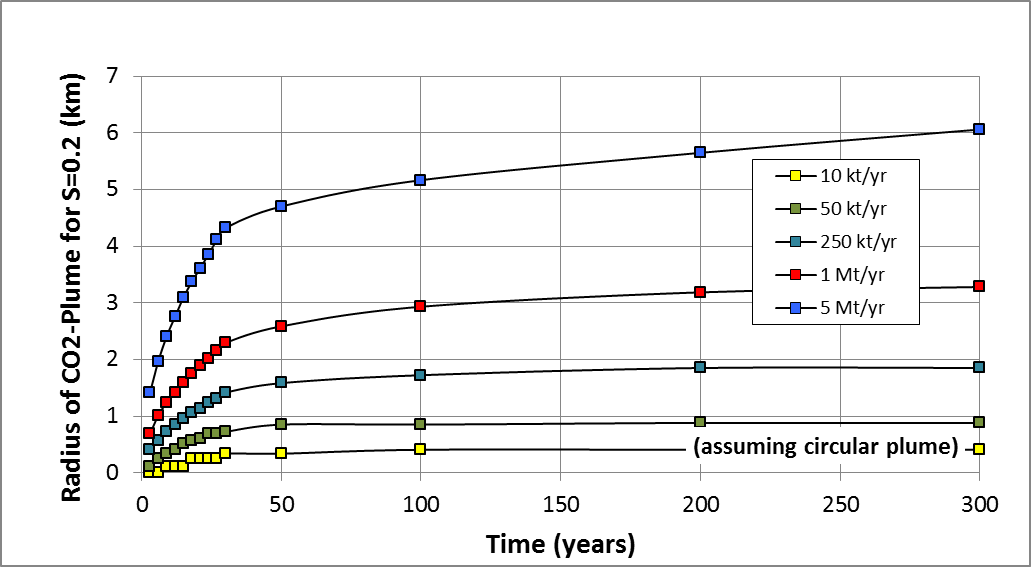 7
6
5
4
3
2
1
0
Radius of CO2-Plume for S=0.2 (km)
10 kt/yr
50 kt/yr
250 kt/yr
1 Mt/yr
5 Mt/yr
(assuming circular plume)
0 50 100 150 200 250 300
Time (years)